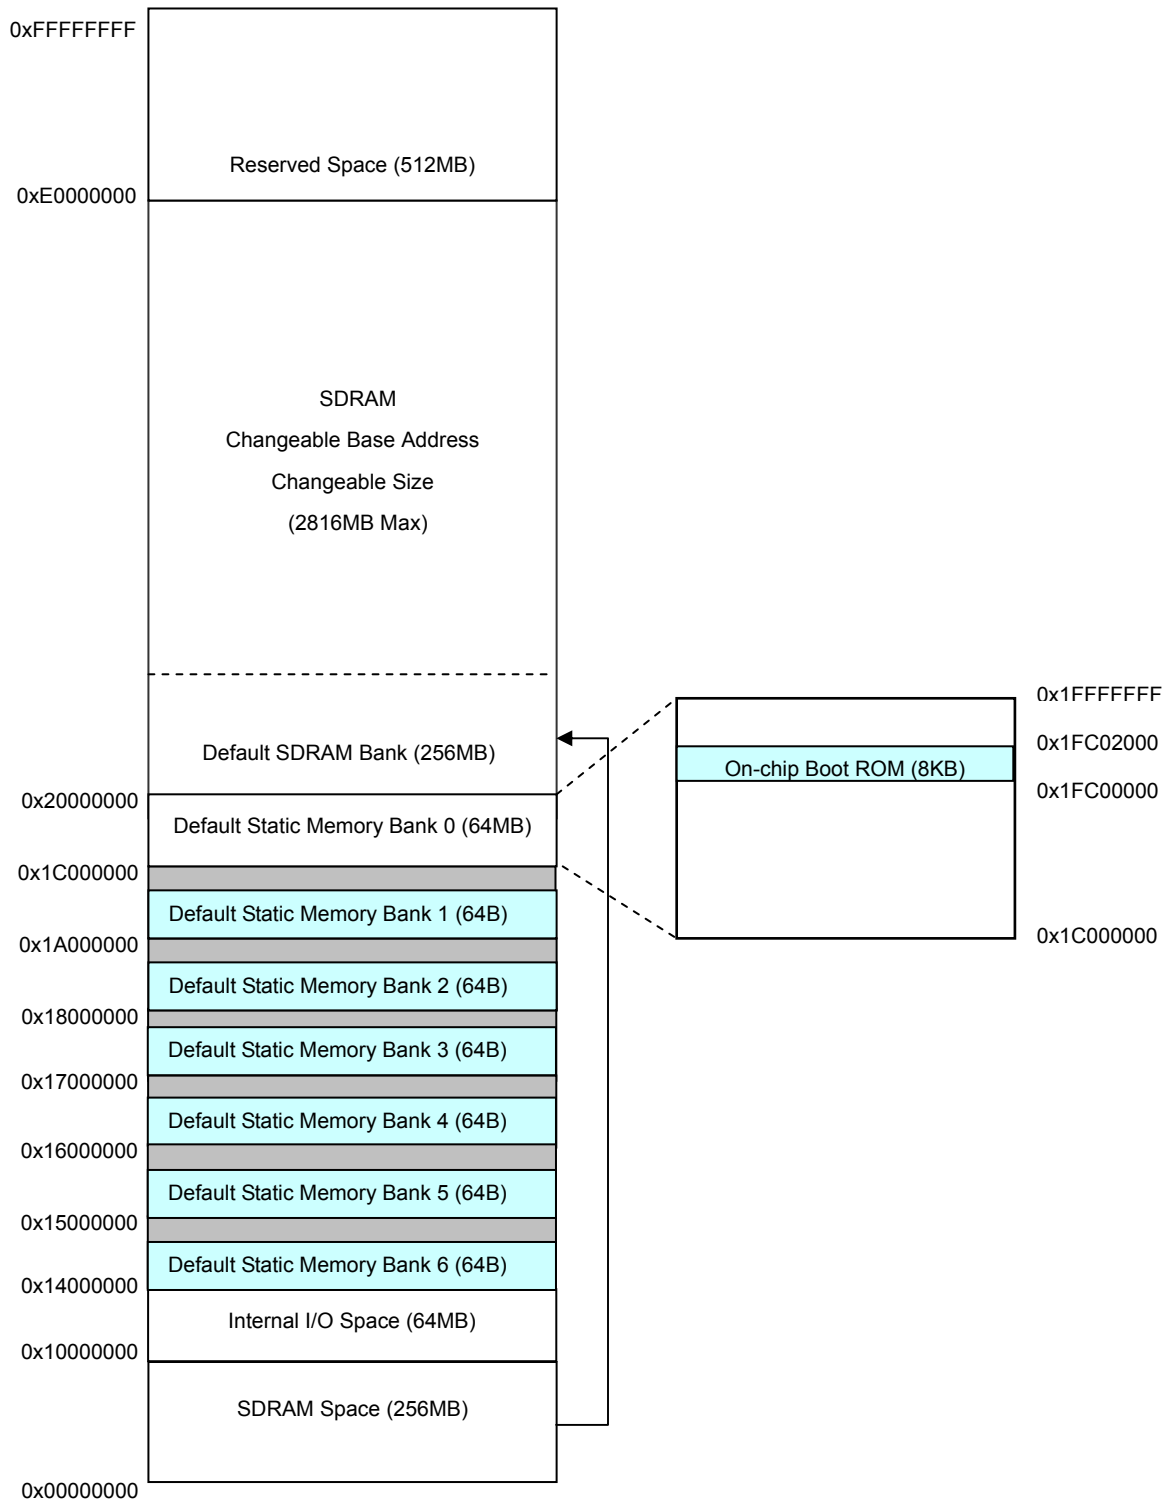 0xFFFFFFFF
Reserved Space (512MB)
0xE0000000
SDRAM
Changeable Base Address
Changeable Size
(2816MB Max)
Default SDRAM Bank (256MB)
0x20000000
Default Static Memory Bank 0 (64MB)
0x1C000000
Default Static Memory Bank 1 (64B)
0x1A000000
Default Static Memory Bank 2 (64B)
0x18000000
Default Static Memory Bank 3 (64B)
0x17000000
Default Static Memory Bank 4 (64B)
0x16000000
Default Static Memory Bank 5 (64B)
0x15000000
Default Static Memory Bank 6 (64B)
0x14000000
Internal I/O Space (64MB)
0x10000000
SDRAM Space (256MB)
0x00000000
0x1FFFFFFF
0x1FC02000
On-chip Boot ROM (8KB)
0x1FC00000
0x1C000000